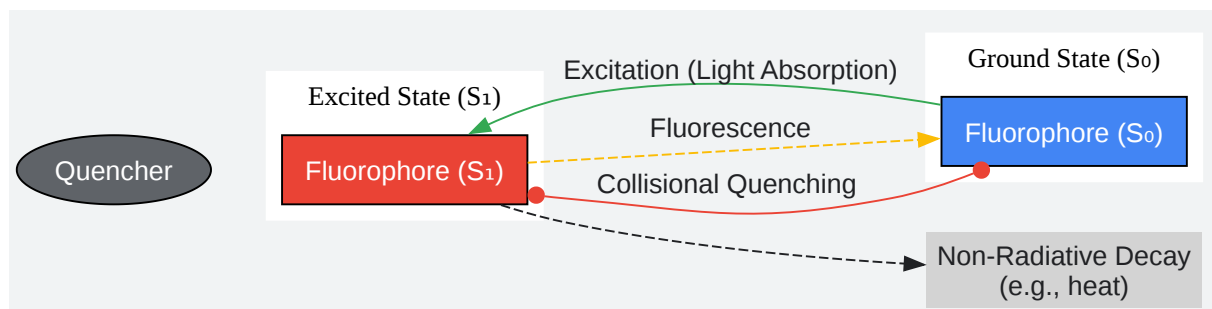 Quencher
Excited State (S₁)
Fluorophore (S₁)
Excitation (Light Absorption)
Fluorescence
Collisional Quenching
Ground State (S₀)
Fluorophore (S₀)
Non-Radiative Decay
(e.g., heat)